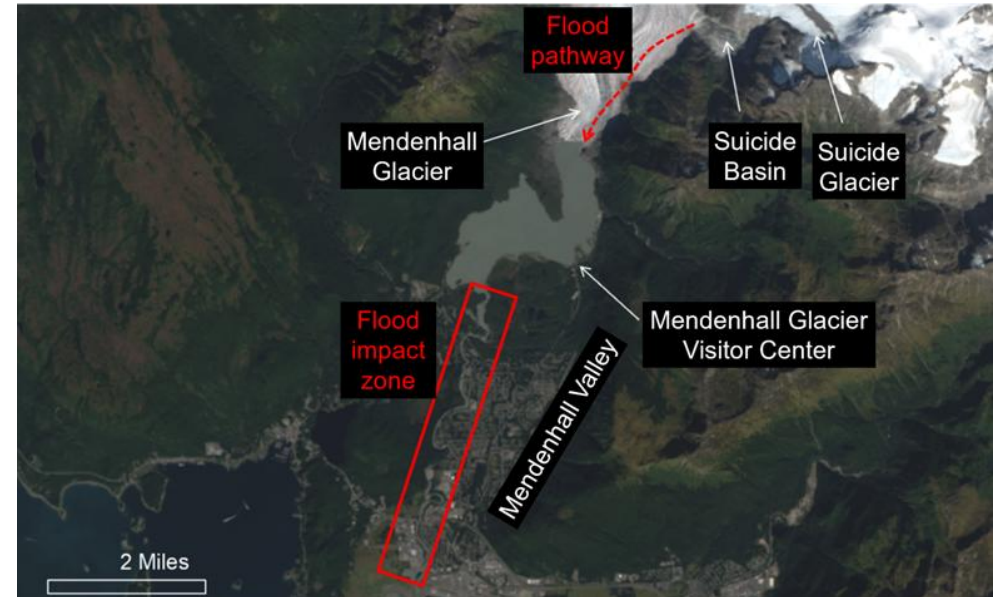 Flood
pathway
Mendenhall
Glacier
Suicide
Basin
Suicide
Glacier
Flood
impact
zone
Mendenhall Glacier
Visitor Center
Mendenhall Valley
2 Miles